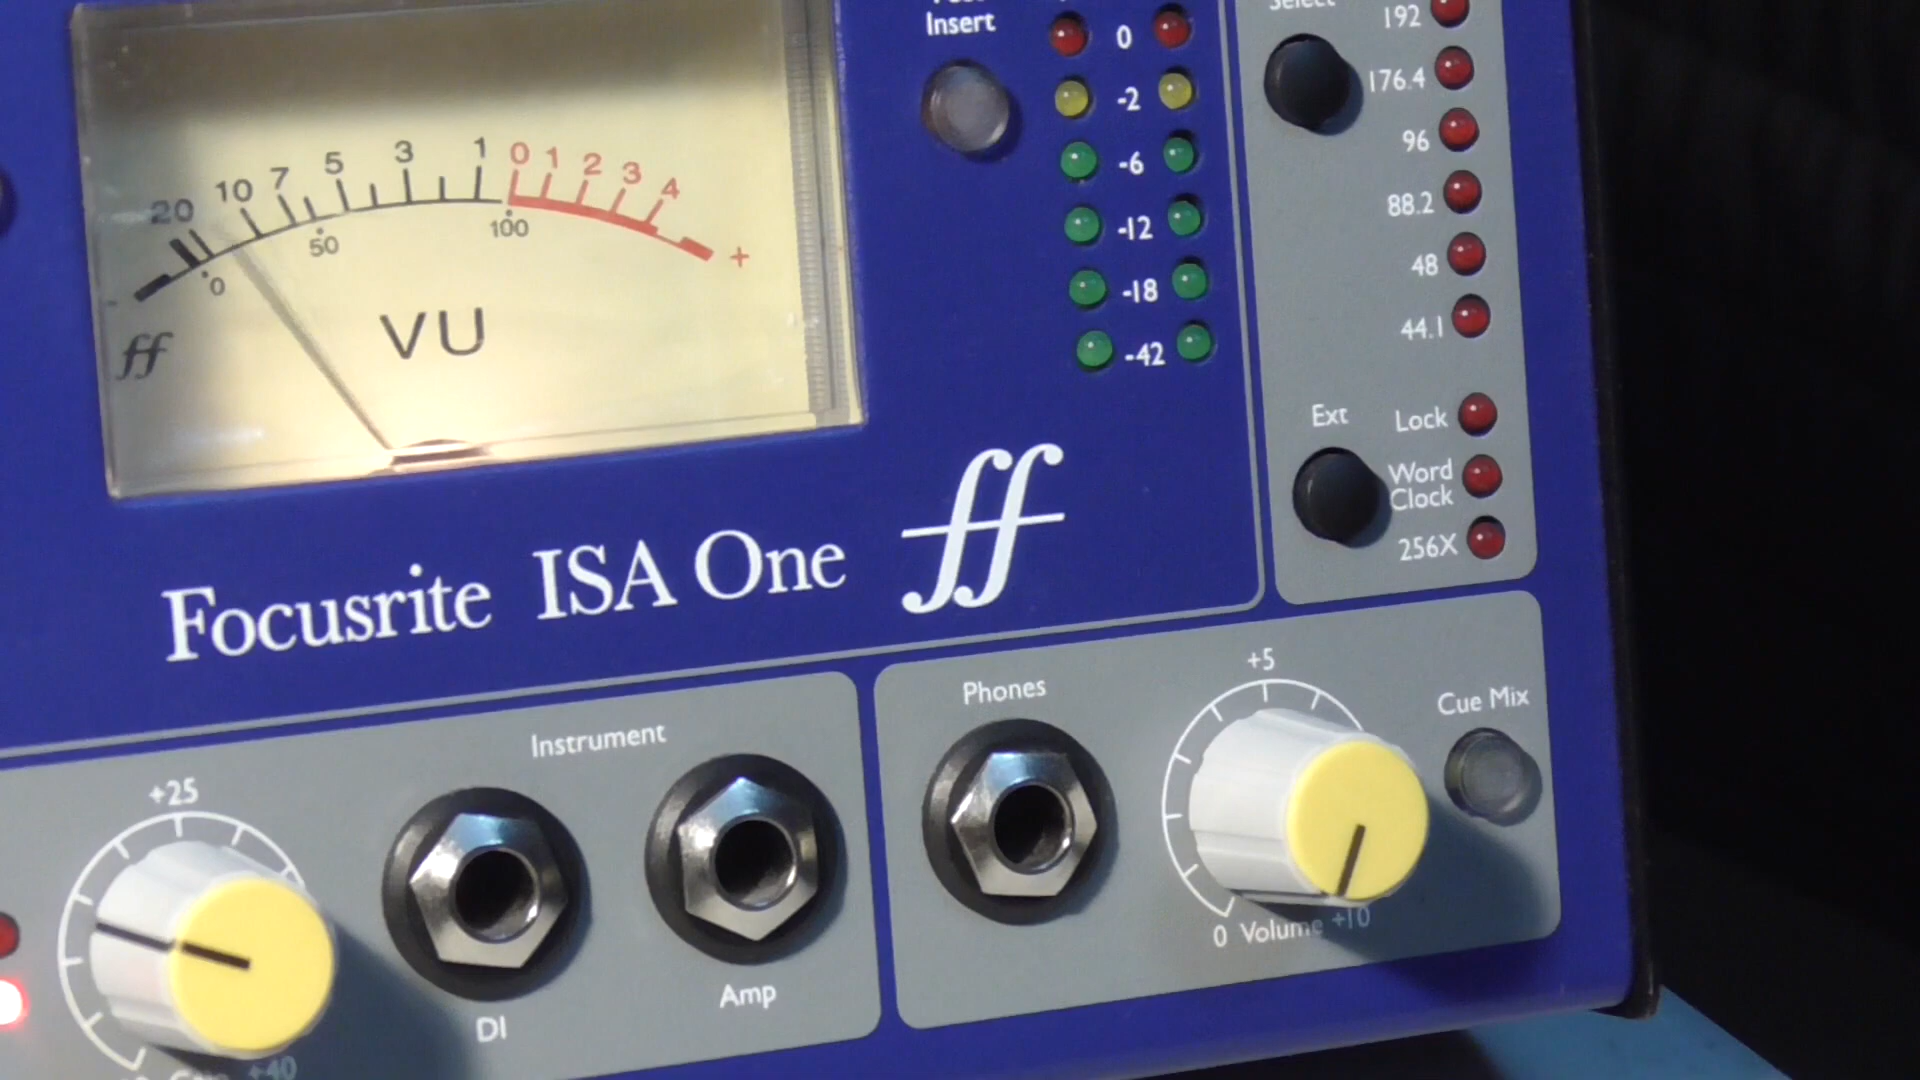 Insert
20 10 7 5 3 1 0 1 2 3 4
- 0 50 100 +
VU
ff
0
-2
-6
-12
-18
-42
192
176.4
96
88.2
48
44.1
Ext
Lock
Word
Clock
256X
Focusrite ISA One ff
+25
Instrument
DI
Amp
+40
Phones
+5
0 Volume +10
Cue Mix